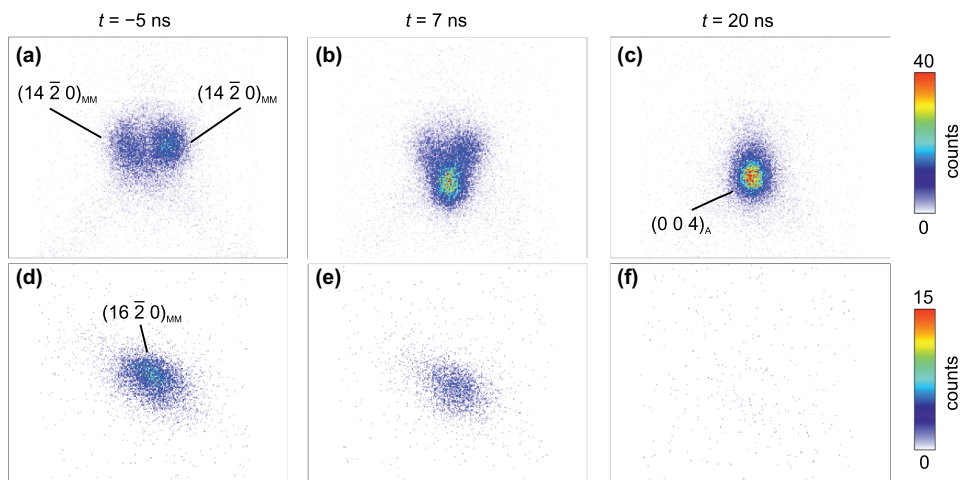 t = −5 ns
t = 7 ns
t = 20 ns
(a)
(b)
(c)
(14 2̅ 0)MM
(14 2̅ 0)MM
(0 0 4)A
40
counts
0
(d)
(e)
(f)
(16 2̅ 0)MM
15
counts
0